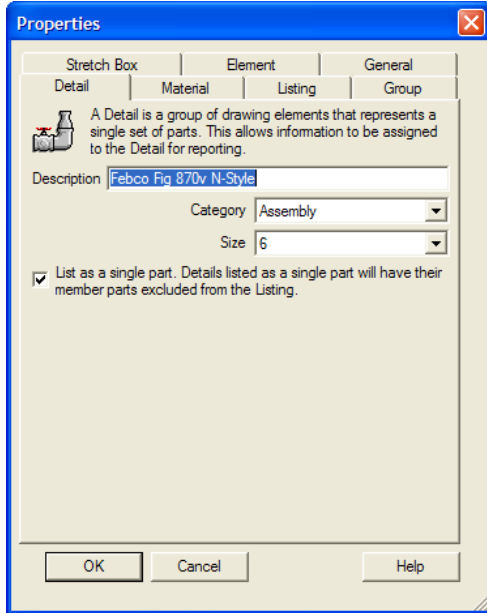 Properties
Stretch Box Element General
Detail Material Listing Group
A Detail is a group of drawing elements that represents a
single set of parts. This allows information to be assigned
to the Detail for reporting.
Description Febco Fig 870v N-Style
Category Assembly
Size 6
List as a single part. Details listed as a single part will have their
member parts excluded from the Listing.
OK Cancel Help